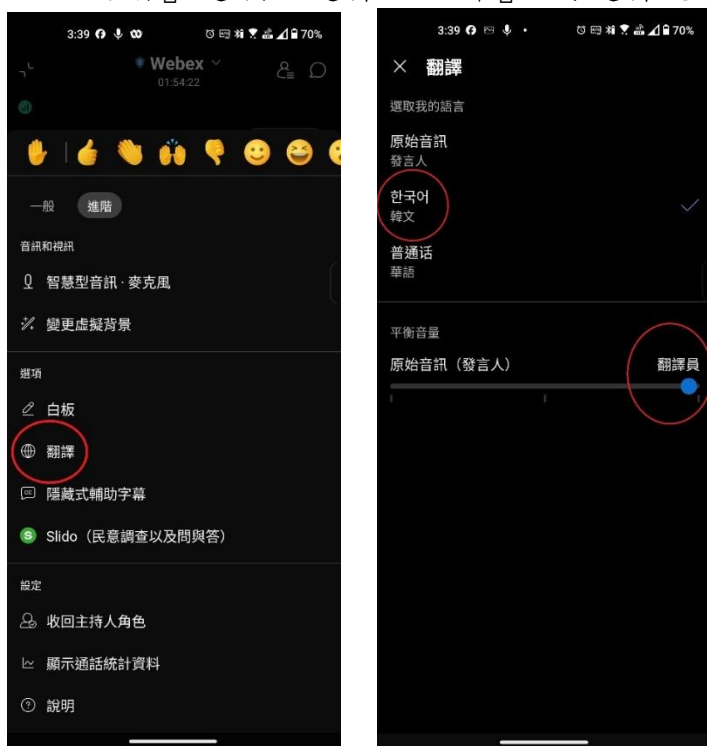 3:39
70%
Webex
01:54:22
一般
進階
音訊和視訊
智慧型音訊 · 麥克風
變更虛擬背景
選項
白板
翻譯
隱藏式輔助字幕
S Slido（民意調查以及問與答）
設定
收回主持人角色
顯示通話統計資料
說明
3:39
70%
翻譯
選取我的語言
原始音訊
發言人
한국어
韓文
普通话
華語
平衡音量
原始音訊（發言人）
翻譯員